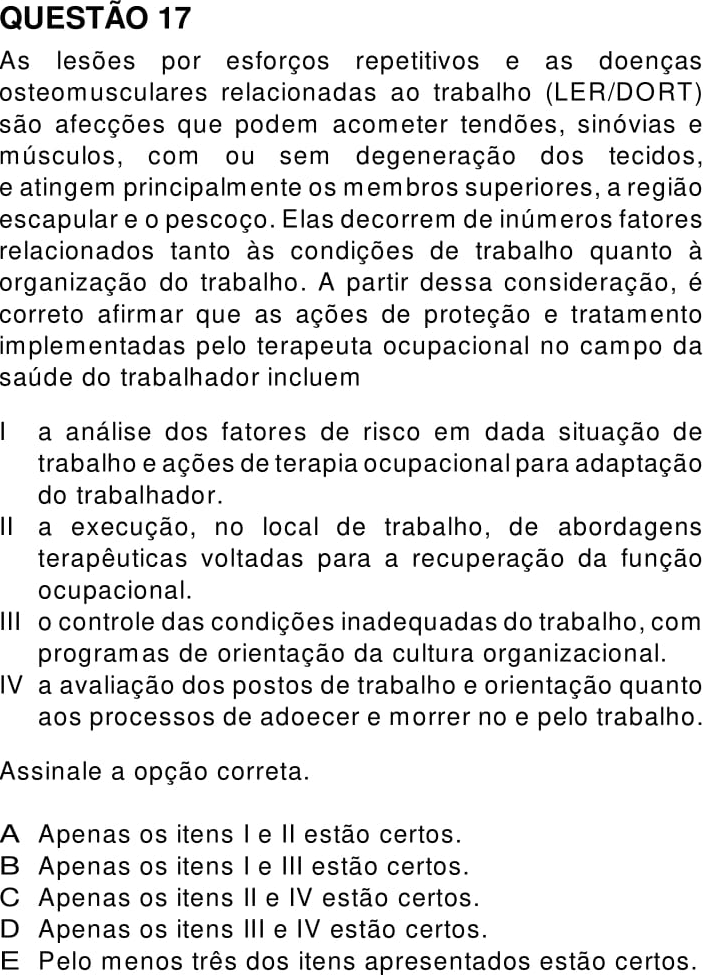 QUESTÃO 17
As lesões por esforços repetitivos e as doenças
osteomusculares relacionadas ao trabalho (LER/DORT)
são afecções que podem acometer tendões, sinóvias e
músculos, com ou sem degeneração dos tecidos,
e atingem principalmente os membros superiores, a região
escapular e o pescoço. Elas decorrem de inúmeros fatores
relacionados tanto às condições de trabalho quanto à
organização do trabalho. A partir dessa consideração, é
correto afirmar que as ações de proteção e tratamento
implementadas pelo terapeuta ocupacional no campo da
saúde do trabalhador incluem
I a análise dos fatores de risco em dada situação de
trabalho e ações de terapia ocupacional para adaptação
do trabalhador.
II a execução, no local de trabalho, de abordagens
terapêuticas voltadas para a recuperação da função
ocupacional.
III o controle das condições inadequadas do trabalho, com
programas de orientação da cultura organizacional.
IV a avaliação dos postos de trabalho e orientação quanto
aos processos de adoecer e morrer no e pelo trabalho.
Assinale a opção correta.
A Apenas os itens I e II estão certos.
B Apenas os itens I e III estão certos.
C Apenas os itens II e IV estão certos.
D Apenas os itens III e IV estão certos.
E Pelo menos três dos itens apresentados estão certos.